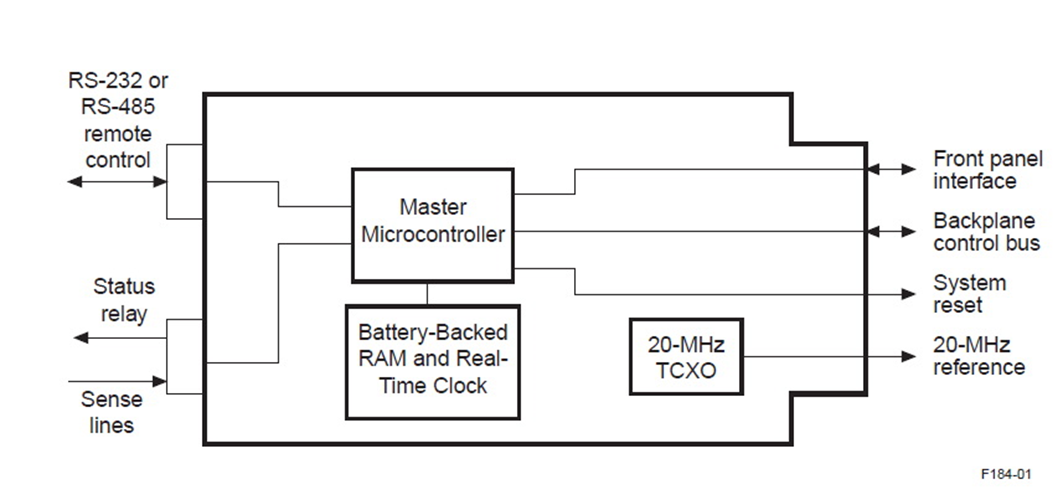 RS-232 or
RS-485
remote
control
Status
relay
Sense
lines
Master
Microcontroller
Battery-Backed
RAM and Real-
Time Clock
20-MHz
TCXO
Front panel
interface
Backplane
control bus
System
reset
20-MHz
reference
F184-01